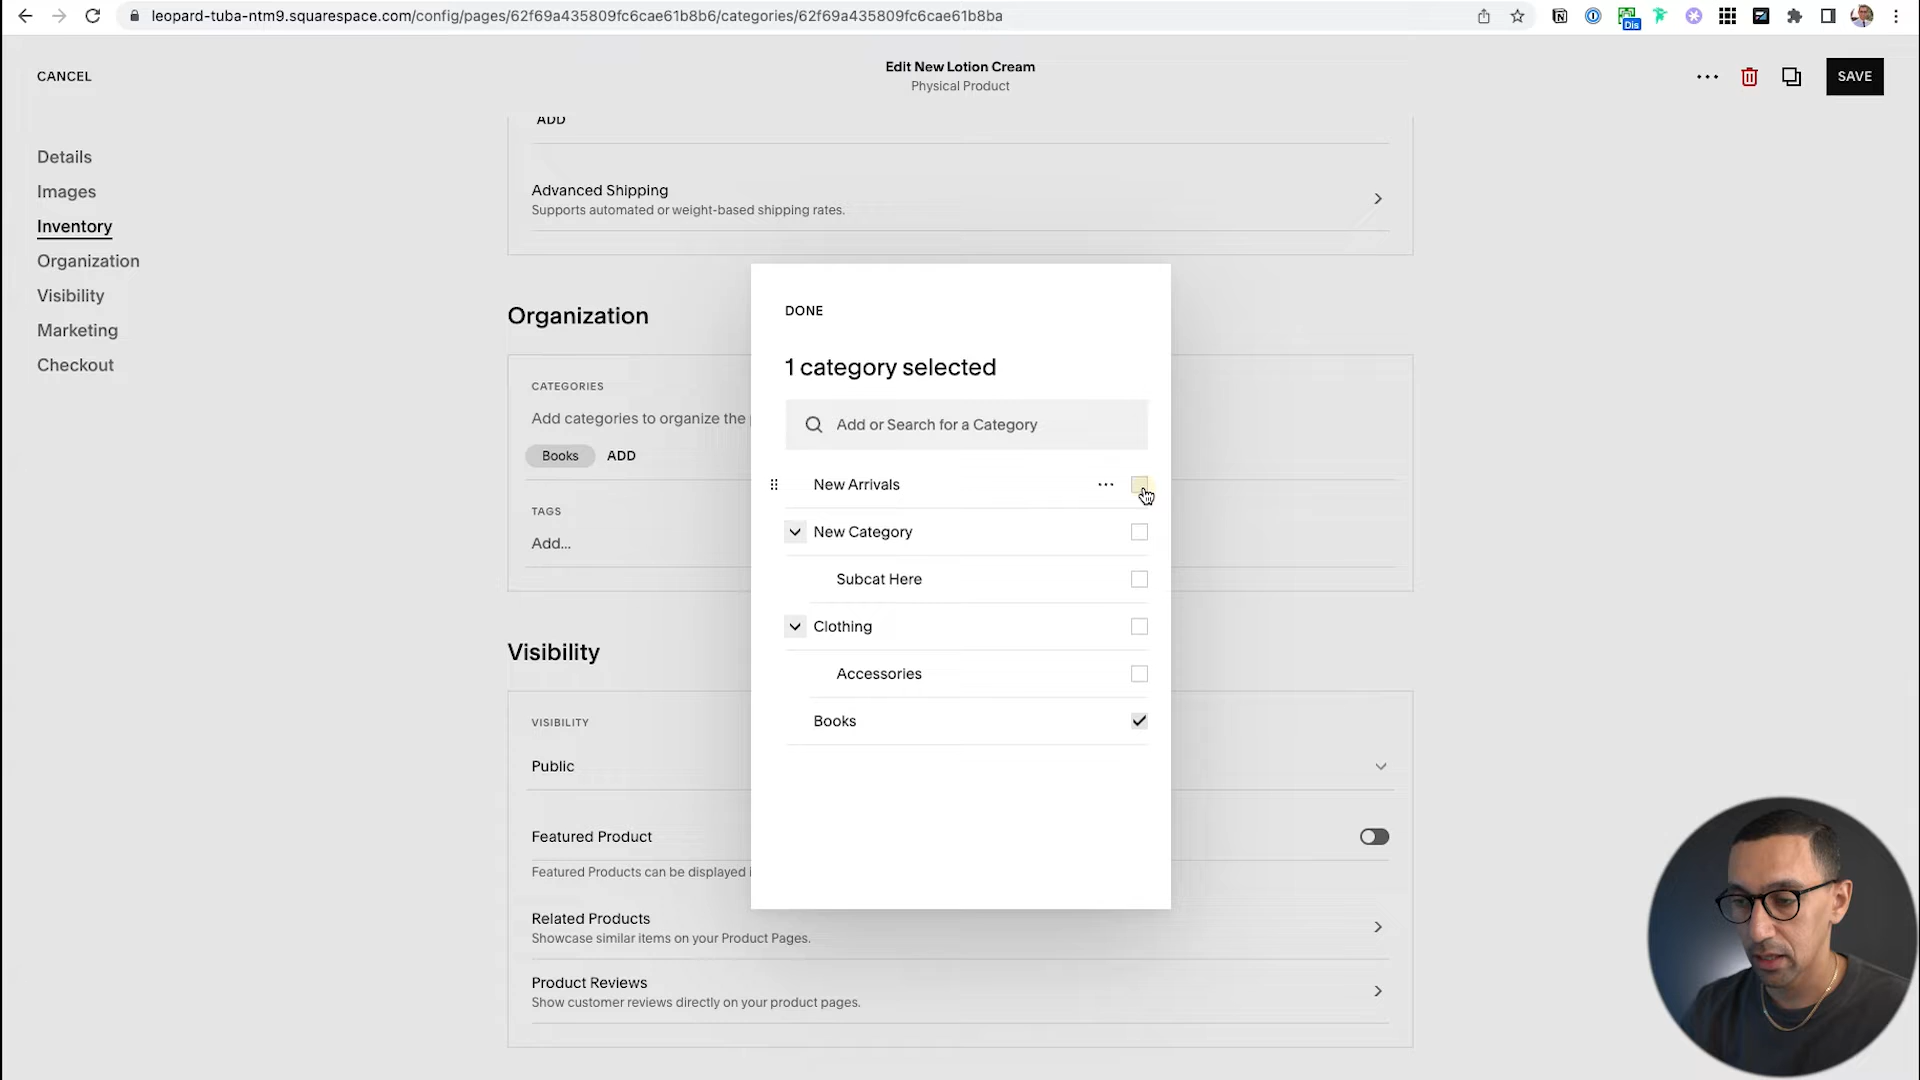 leopard-tuba-ntm9.squarespace.com/config/pages/62f69a435809fc6cae61b8b6/categories/62f69a435809fc6cae61b8ba
Dis
CANCEL
Edit New Lotion Cream
Physical Product
SAVE
Details
Images
Inventory
Organization
Visibility
Marketing
Checkout
ADD
Advanced Shipping
Supports automated or weight-based shipping rates.
Organization
CATEGORIES
Add categories to organize the
Books ADD
TAGS
Add...
Visibility
VISIBILITY
Public
Featured Product
Featured Products can be displayed i
Related Products
Showcase similar items on your Product Pages.
Product Reviews
Show customer reviews directly on your product pages.
DONE
1 category selected
Add or Search for a Category
New Arrivals
New Category
Subcat Here
Clothing
Accessories
Books